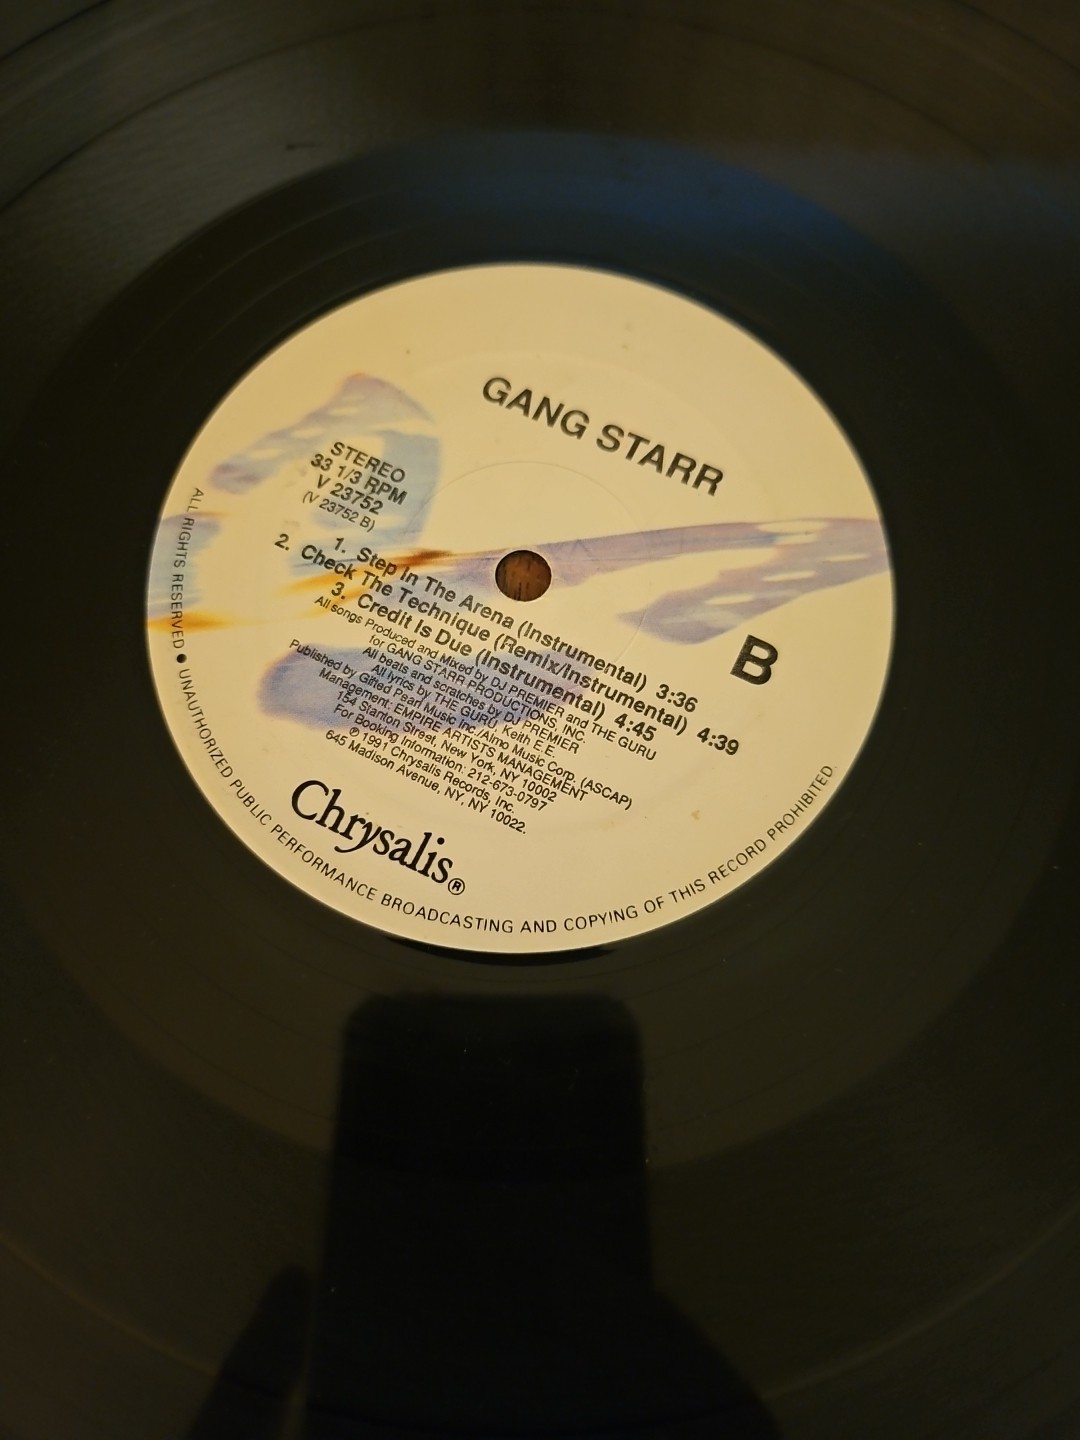 GANG STARR
STEREO
33 1/3 RPM
V 23752
(V 23752 B)
1. Step In The Arena (Instrumental) 3:36
2. Check The Technique (Remix/Instrumental) 4:39
3. Credit Is Due (Instrumental) 4:45
All songs Produced and Mixed by DJ PREMIER and THE GURU
for GANG STARR PRODUCTIONS, INC.
All beats and scratches by DJ PREMIER
All lyrics by THE GURU, Keith E.E.
Published by Gifted Pearl Music Inc./Almo Music Corp. (ASCAP)
Management: EMPIRE ARTISTS MANAGEMENT
154 Stanton Street, New York, NY 10002
For Booking Information: 212-673-0797
℗ 1991 Chrysalis Records, Inc.
645 Madison Avenue, NY, NY 10022.
B
Chrysalis®
ALL RIGHTS RESERVED ● UNAUTHORIZED PUBLIC PERFORMANCE BROADCASTING AND COPYING OF THIS RECORD PROHIBITED.